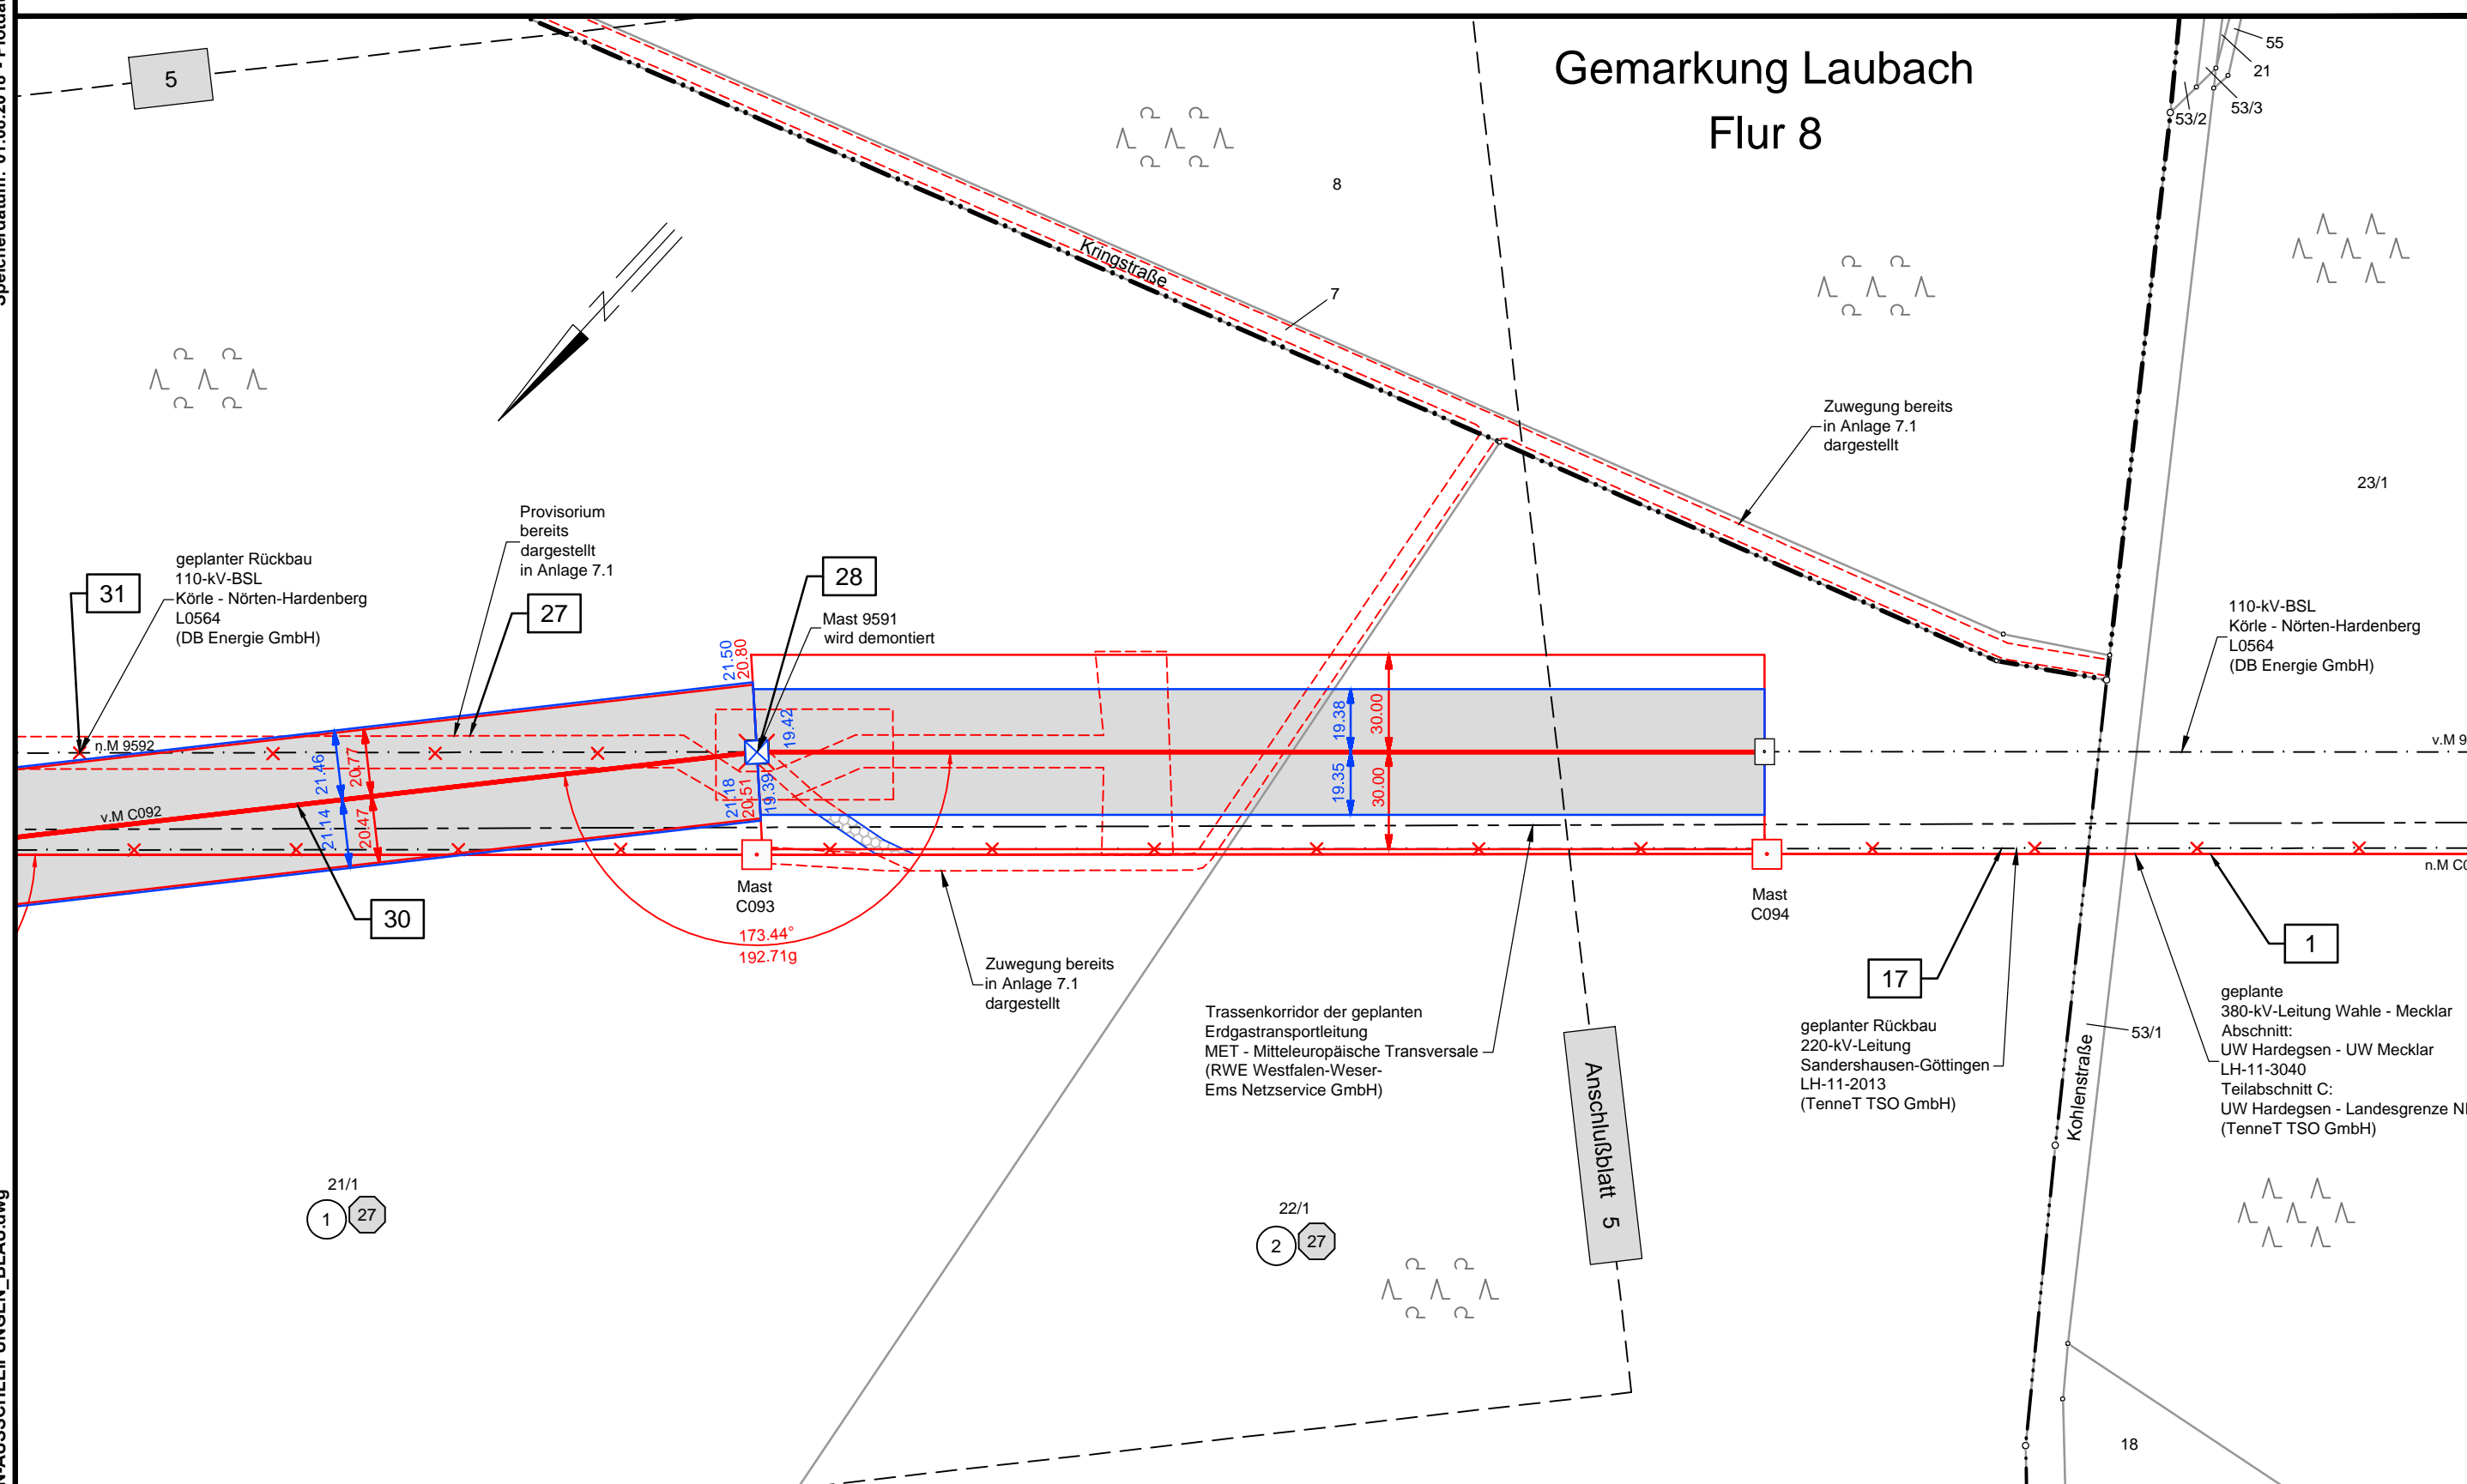 Gemarkung Laubach
Flur 8
5
55
21
53/3
53/2
8
Kringstraße
7
Zuwegung bereits
in Anlage 7.1
dargestellt
23/1
Provisorium
bereits
dargestellt
in Anlage 7.1
geplanter Rückbau
110-kV-BSL
Körle - Nörten-Hardenberg
L0564
(DB Energie GmbH)
31
27
28
Mast 9591
wird demontiert
110-kV-BSL
Körle - Nörten-Hardenberg
L0564
(DB Energie GmbH)
21.50
20.80
19.42
19.38
30.00
n.M 9592
21.46
20.77
21.18
20.51
19.39
19.35
30.00
v.M C092
21.14
20.47
v.M 9
n.M C0
30
Mast
C093
173.44°
192.71g
Mast
C094
Zuwegung bereits
in Anlage 7.1
dargestellt
Trassenkorridor der geplanten
Erdgastransportleitung
MET - Mitteleuropäische Transversale
(RWE Westfalen-Weser-
Ems Netzservice GmbH)
Anschlußblatt 5
17
geplanter Rückbau
220-kV-Leitung
Sandershausen-Göttingen
LH-11-2013
(TenneT TSO GmbH)
Kohlenstraße
53/1
1
geplante
380-kV-Leitung Wahle - Mecklar
Abschnitt:
UW Hardegsen - UW Mecklar
LH-11-3040
Teilabschnitt C:
UW Hardegsen - Landesgrenze
(TenneT TSO GmbH)
21/1
1
27
22/1
2
27
18